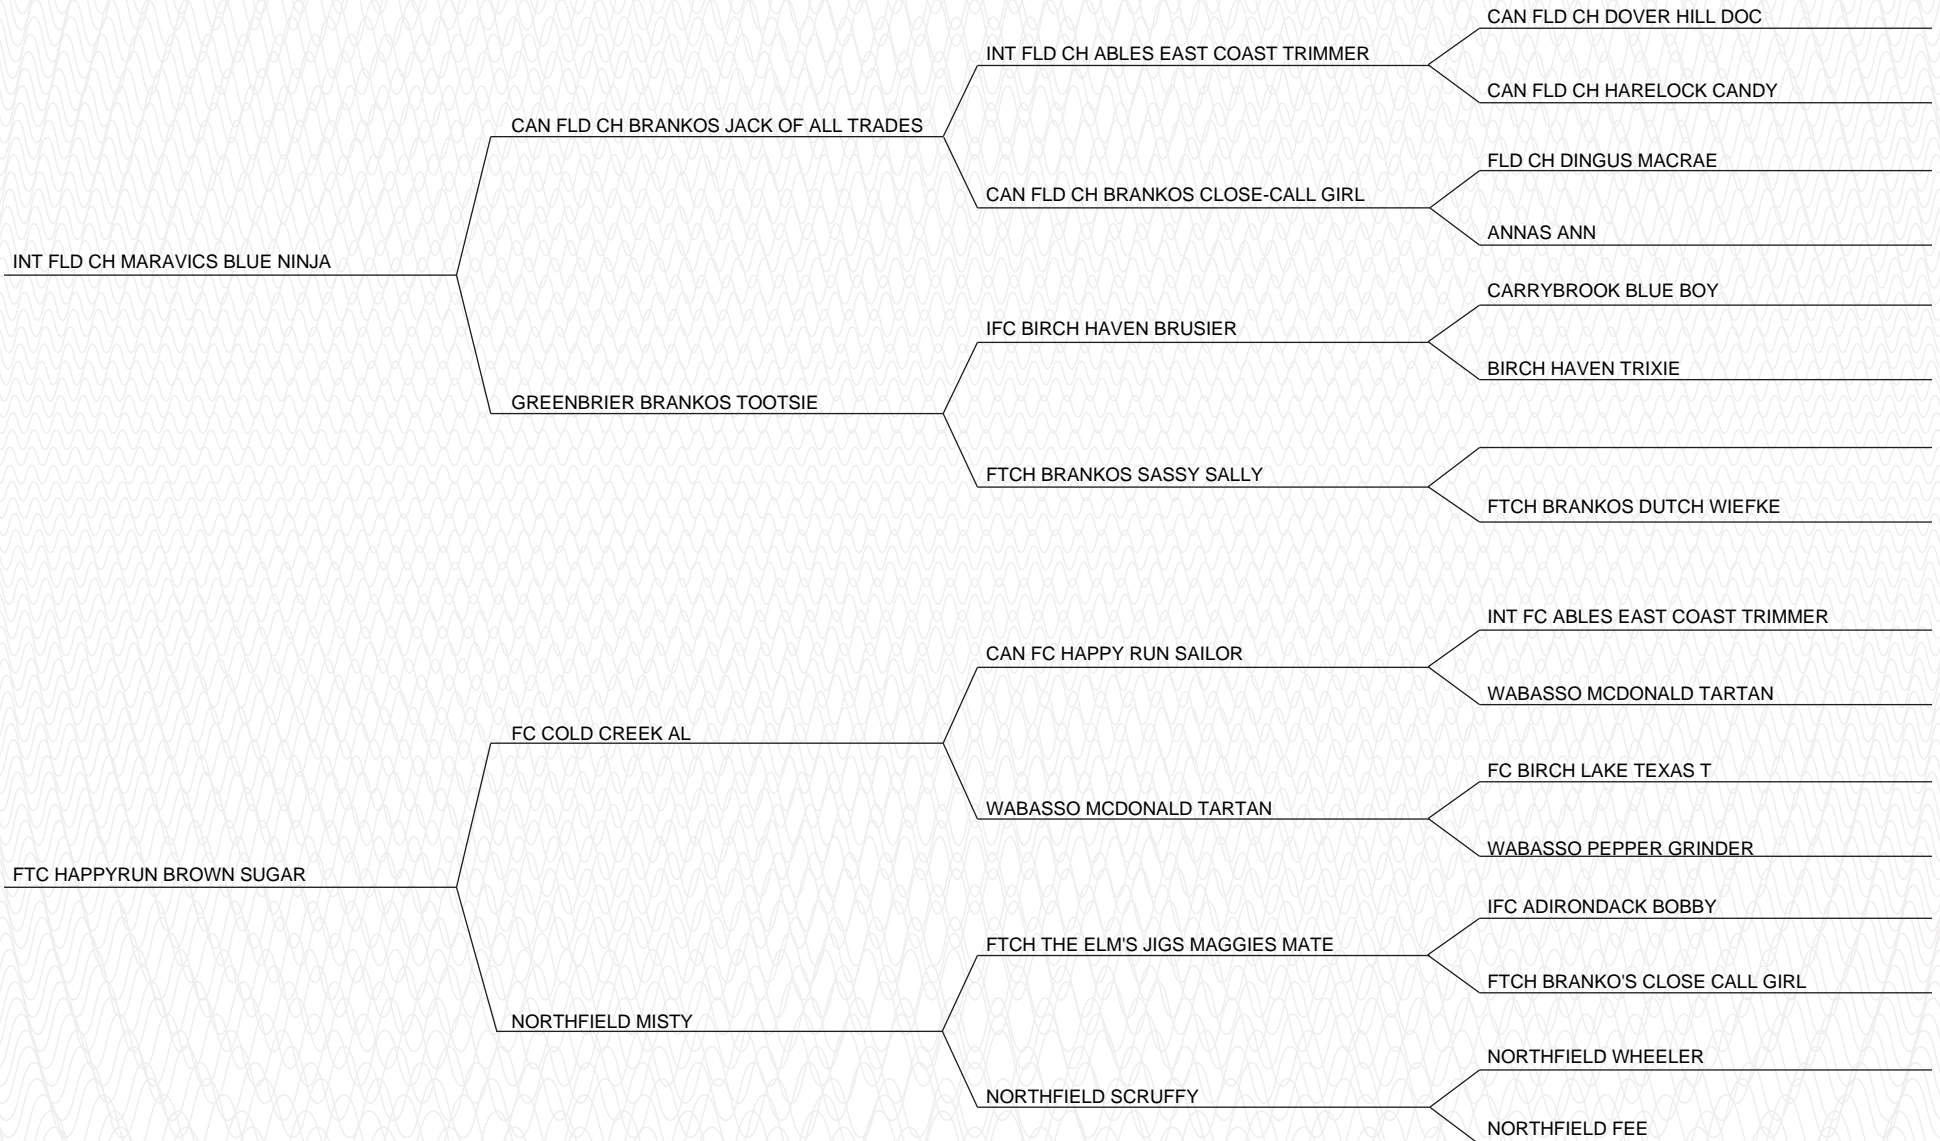 CAN FLD CH DOVER HILL DOC
INT FLD CH ABLES EAST COAST TRIMMER
CAN FLD CH HARELOCK CANDY
CAN FLD CH BRANKOS JACK OF ALL TRADES
FLD CH DINGUS MACRAE
CAN FLD CH BRANKOS CLOSE-CALL GIRL
ANNAS ANN
INT FLD CH MARAVICS BLUE NINJA
CARRYBROOK BLUE BOY
IFC BIRCH HAVEN BRUSIER
BIRCH HAVEN TRIXIE
GREENBRIER BRANKOS TOOTSIE
FTCH BRANKOS SASSY SALLY
FTCH BRANKOS DUTCH WIEFKE
INT FC ABLES EAST COAST TRIMMER
CAN FC HAPPY RUN SAILOR
WABASSO MCDONALD TARTAN
FC COLD CREEK AL
FC BIRCH LAKE TEXAS T
WABASSO MCDONALD TARTAN
WABASSO PEPPER GRINDER
FTC HAPPYRUN BROWN SUGAR
IFC ADIRONDACK BOBBY
FTCH THE ELM'S JIGS MAGGIES MATE
FTCH BRANKO'S CLOSE CALL GIRL
NORTHFIELD MISTY
NORTHFIELD WHEELER
NORTHFIELD SCRUFFY
NORTHFIELD FEE